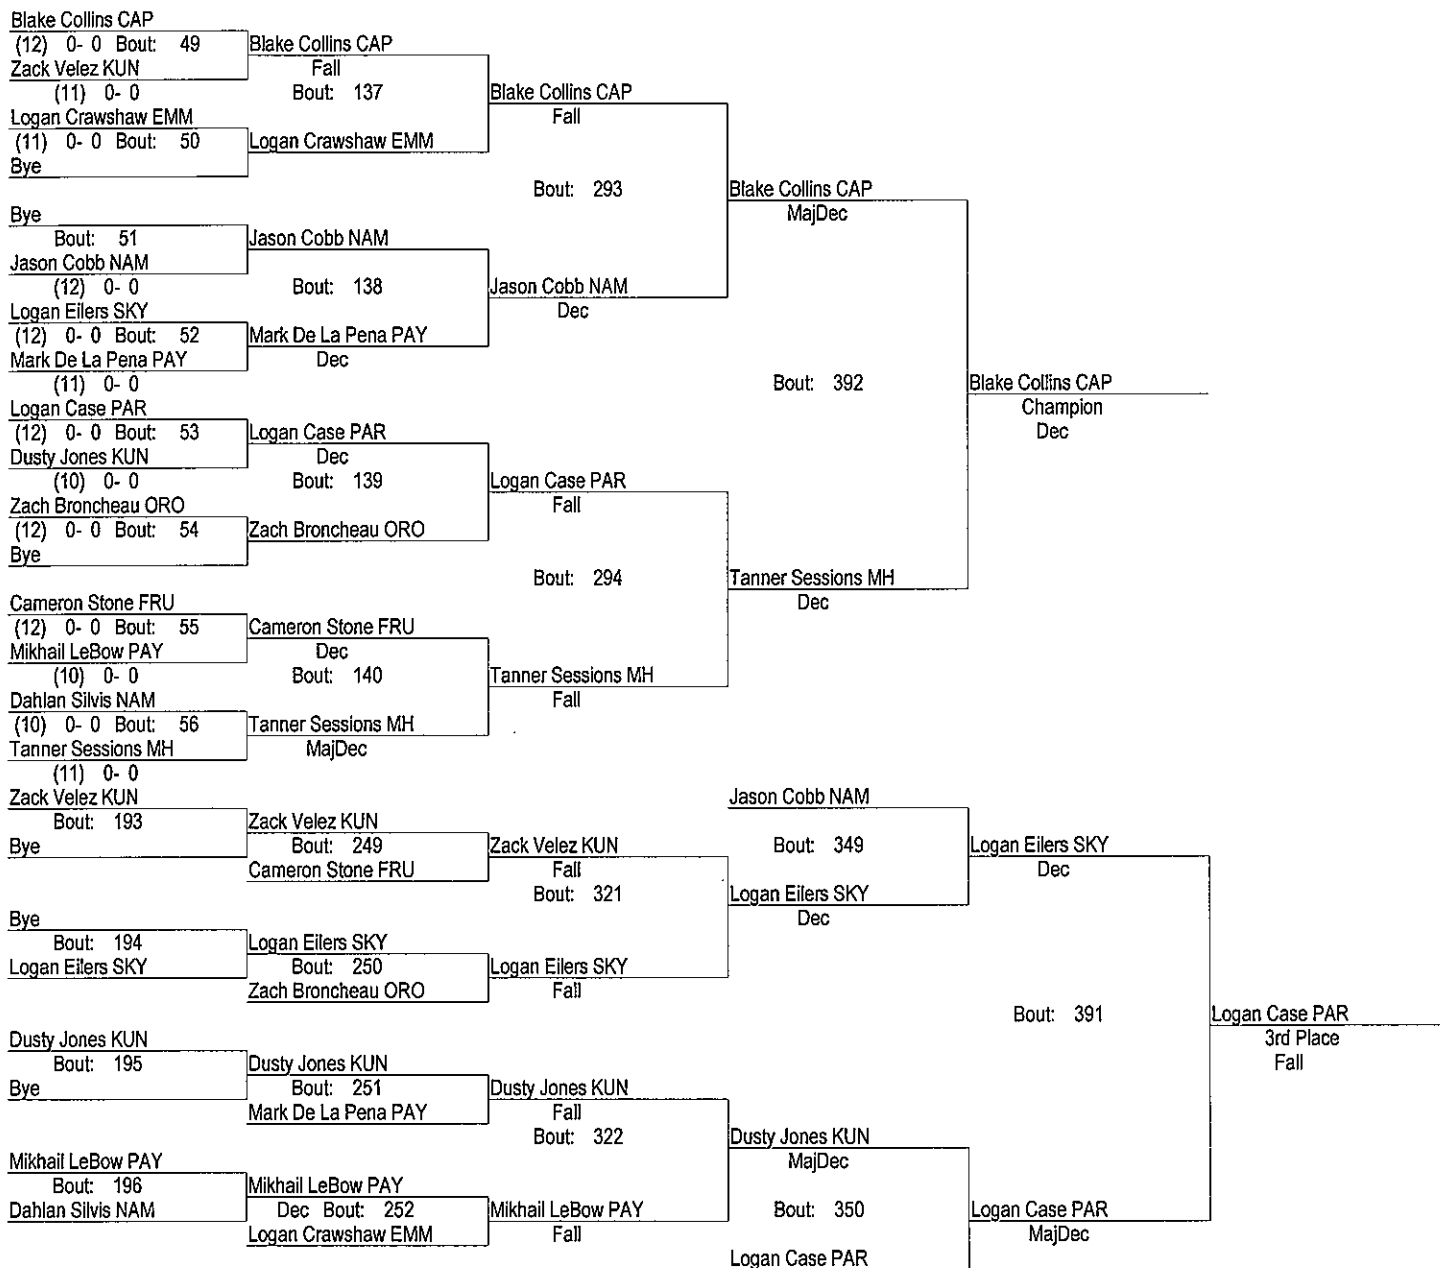 Blake Collins CAP
(12) 0- 0 Bout: 49
Zack Velez KUN
(11) 0- 0
Logan Crawshaw EMM
(11) 0- 0 Bout: 50
Bye
Bye
Bout: 51
Jason Cobb NAM
(12) 0- 0
Logan Eilers SKY
(12) 0- 0 Bout: 52
Mark De La Pena PAY
(11) 0- 0
Logan Case PAR
(12) 0- 0 Bout: 53
Dusty Jones KUN
(10) 0- 0
Zach Broncheau ORO
(12) 0- 0 Bout: 54
Bye
Cameron Stone FRU
(12) 0- 0 Bout: 55
Mikhail LeBow PAY
(10) 0- 0
Dahlan Silvis NAM
(10) 0- 0 Bout: 56
Tanner Sessions MH
(11) 0- 0
Blake Collins CAP
Fall
Bout: 137
Logan Crawshaw EMM
Jason Cobb NAM
Bout: 138
Mark De La Pena PAY
Dec
Logan Case PAR
Dec
Bout: 139
Zach Broncheau ORO
Cameron Stone FRU
Dec
Bout: 140
Tanner Sessions MH
MajDec
Blake Collins CAP
Fall
Bout: 293
Jason Cobb NAM
Dec
Logan Case PAR
Fall
Bout: 294
Tanner Sessions MH
Fall
Blake Collins CAP
MajDec
Bout: 392
Tanner Sessions MH
Dec
Blake Collins CAP
Champion
Dec
Zack Velez KUN
Bout: 193
Bye
Bye
Bout: 194
Logan Eilers SKY
Dusty Jones KUN
Bout: 195
Bye
Mikhail LeBow PAY
Bout: 196
Dahlan Silvis NAM
Zack Velez KUN
Bout: 249
Cameron Stone FRU
Logan Eilers SKY
Bout: 250
Zach Broncheau ORO
Dusty Jones KUN
Bout: 251
Mark De La Pena PAY
Mikhail LeBow PAY
Dec Bout: 252
Logan Crawshaw EMM
Zack Velez KUN
Fall
Bout: 321
Logan Eilers SKY
Fall
Dusty Jones KUN
Fall
Bout: 322
Mikhail LeBow PAY
Fall
Jason Cobb NAM
Bout: 349
Logan Eilers SKY
Dec
Dusty Jones KUN
MajDec
Bout: 350
Logan Case PAR
Logan Eilers SKY
Dec
Bout: 391
Logan Case PAR
MajDec
Logan Case PAR
3rd Place
Fall